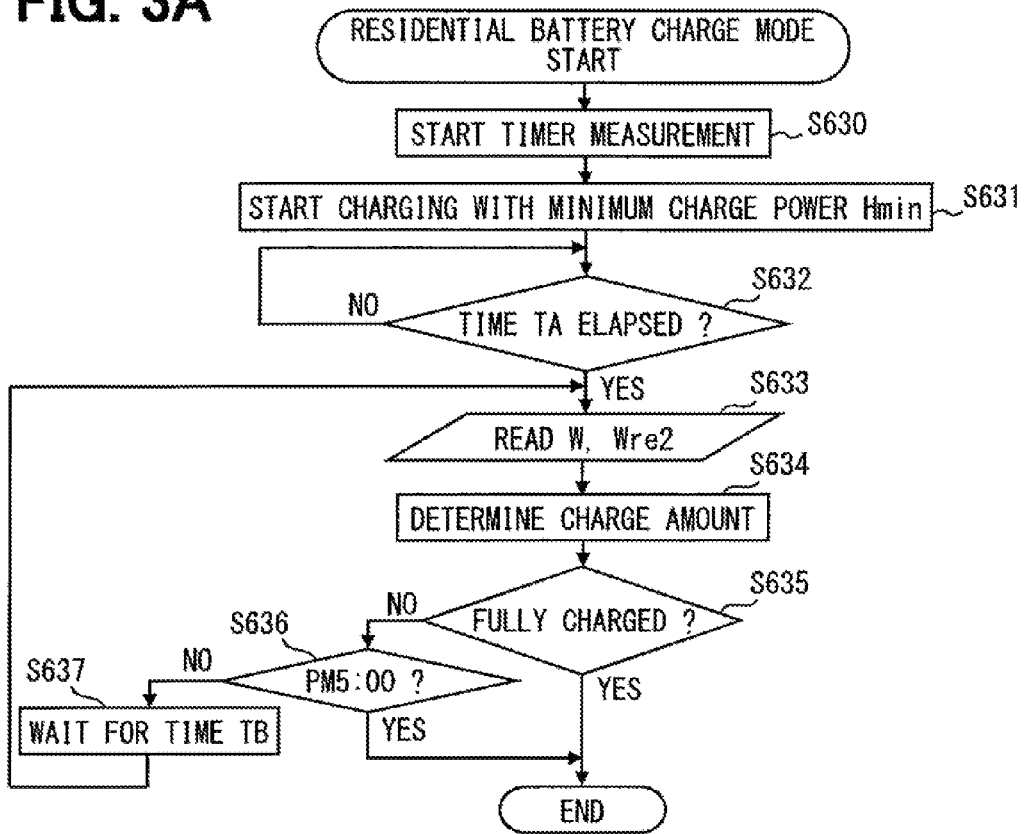 FIG. 3A
RESIDENTIAL BATTERY CHARGE MODE
START
START TIMER MEASUREMENT
S630
START CHARGING WITH MINIMUM CHARGE POWER Hmin
S631
S632
NO
TIME TA ELAPSED ?
YES
S633
READ W, Wre2
S634
DETERMINE CHARGE AMOUNT
S635
NO
FULLY CHARGED ?
S636
NO
PM5:00 ?
YES
S637
YES
WAIT FOR TIME TB
END